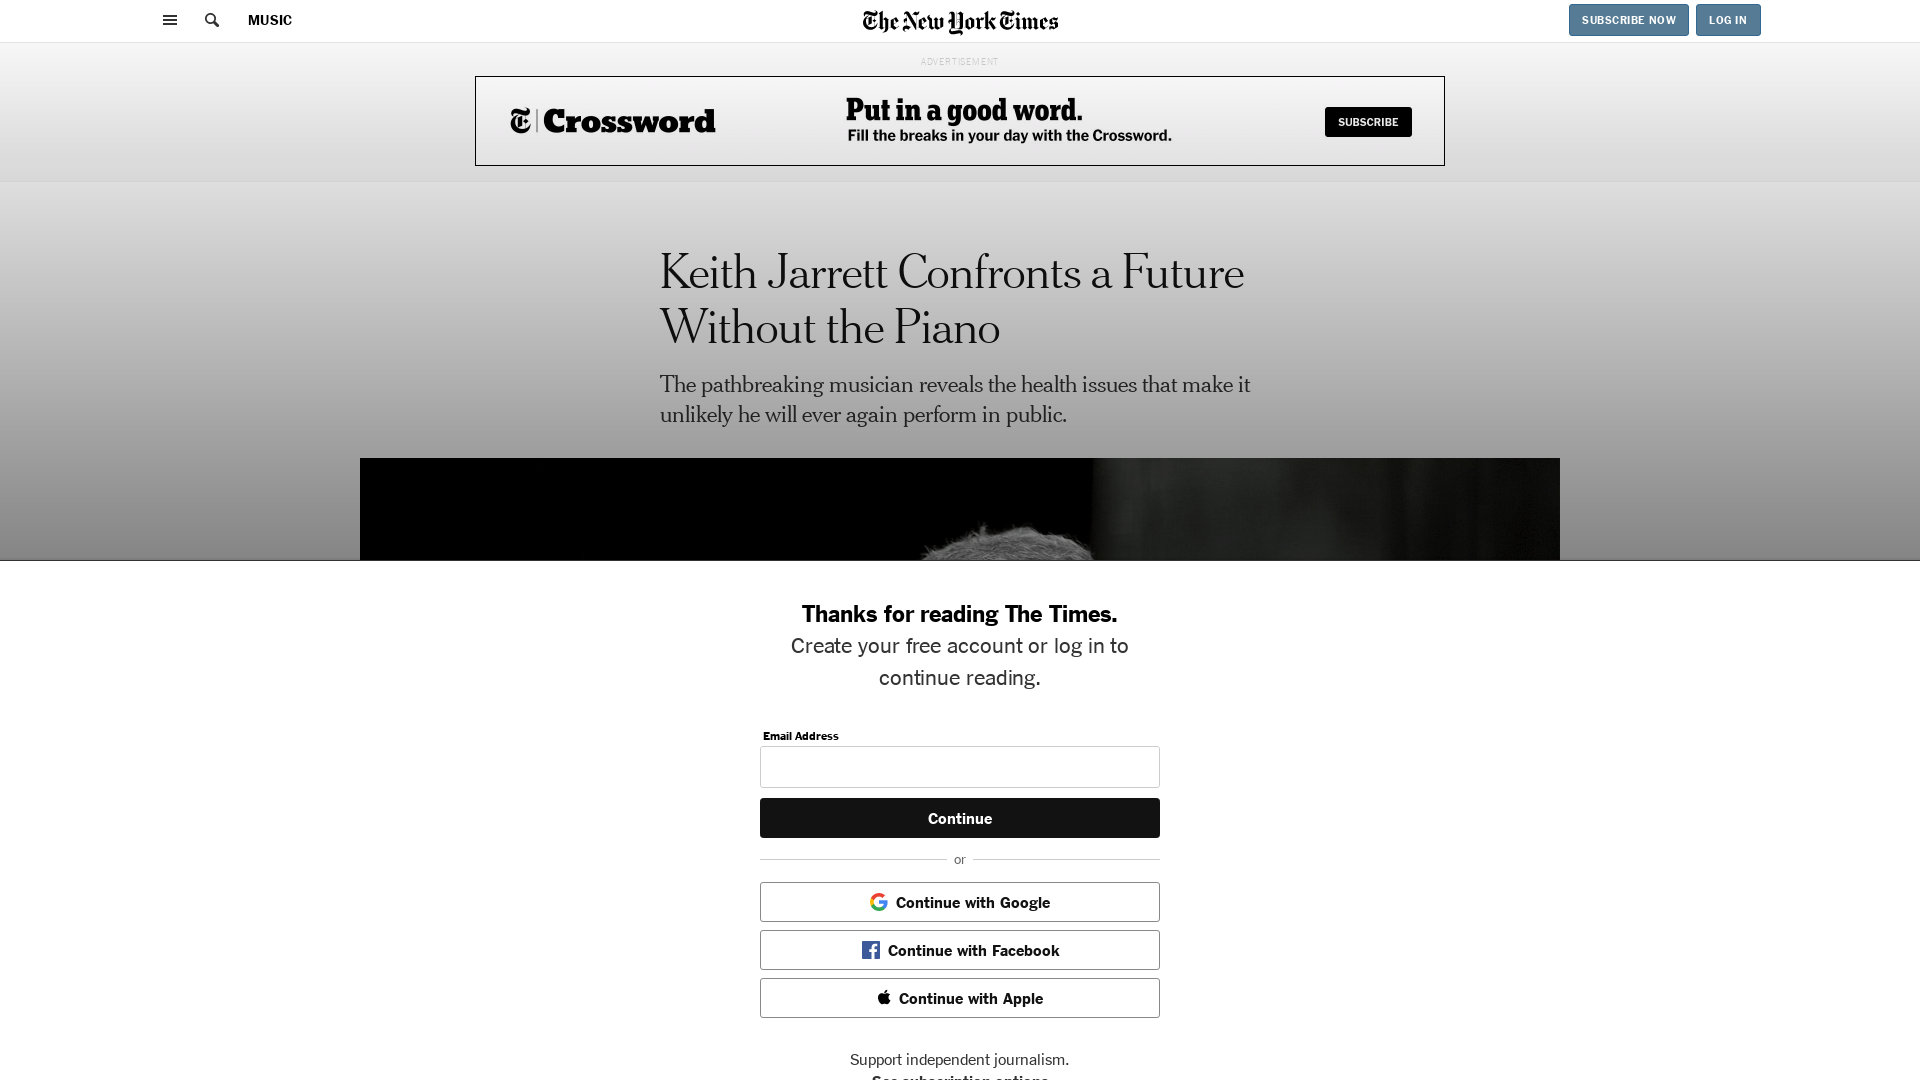 MUSIC
The New York Times
SUBSCRIBE NOW
LOG IN
ADVERTISEMENT
T Crossword
Put in a good word.
Fill the breaks in your day with the Crossword.
SUBSCRIBE
Keith Jarrett Confronts a Future
Without the Piano
The pathbreaking musician reveals the health issues that make it
unlikely he will ever again perform in public.
Thanks for reading The Times.
Create your free account or log in to
continue reading.
Email Address
Continue
or
Continue with Google
Continue with Facebook
Continue with Apple
Support independent journalism.
See subscription options